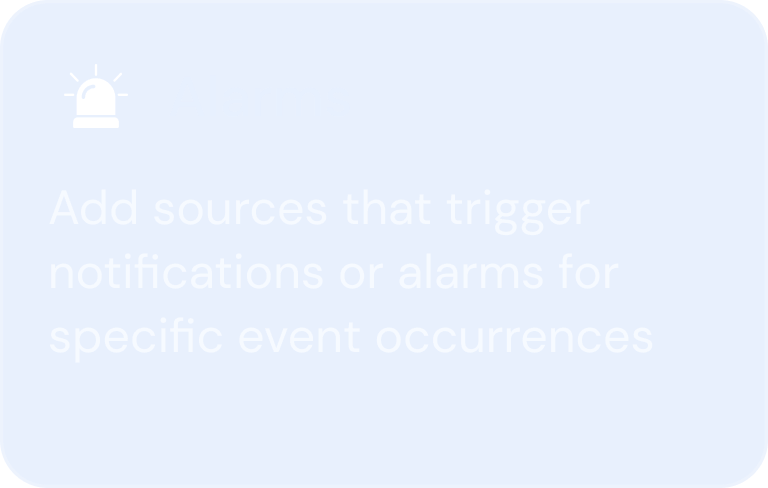 Add sources that trigger
notifications or alarms for
specific event occurrences